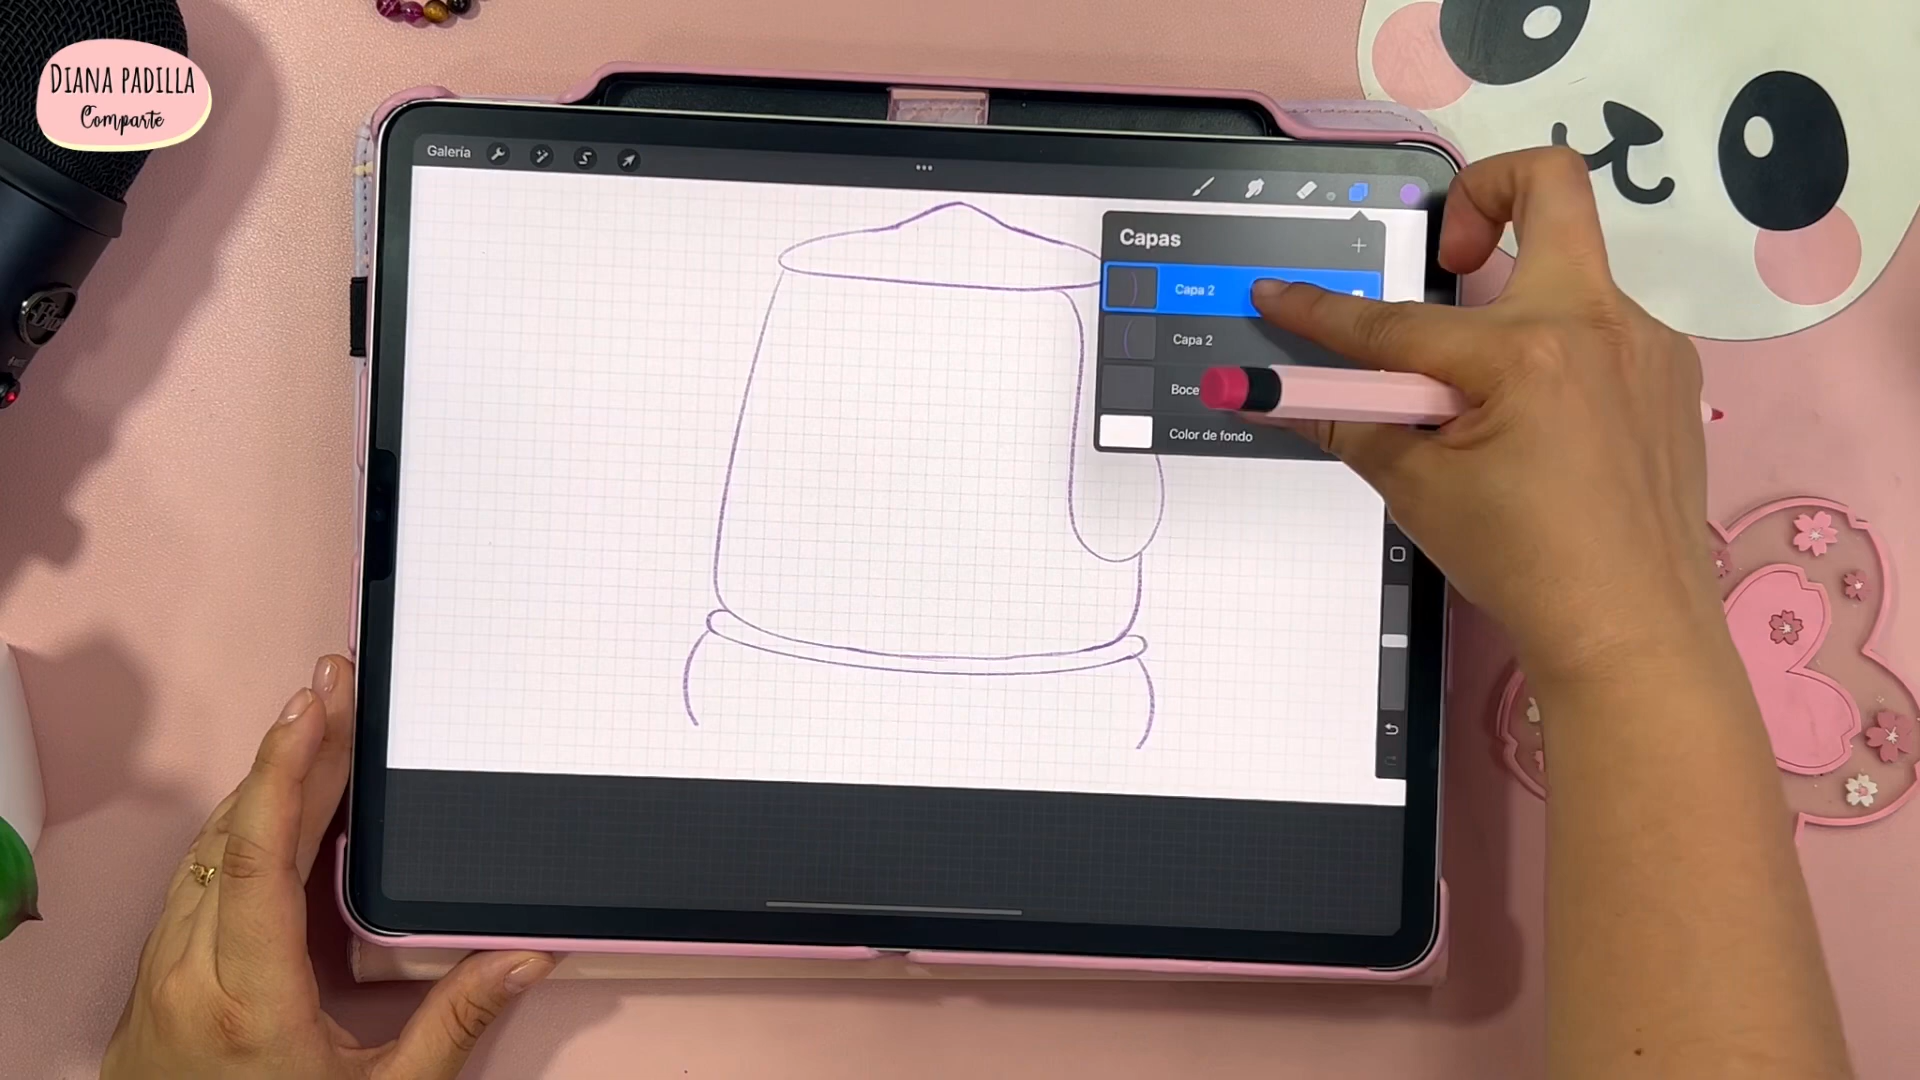 DIANA PADILLA
Comparte
Galería
Capas
Capa 2
Capa 2
Boce
Color de fondo